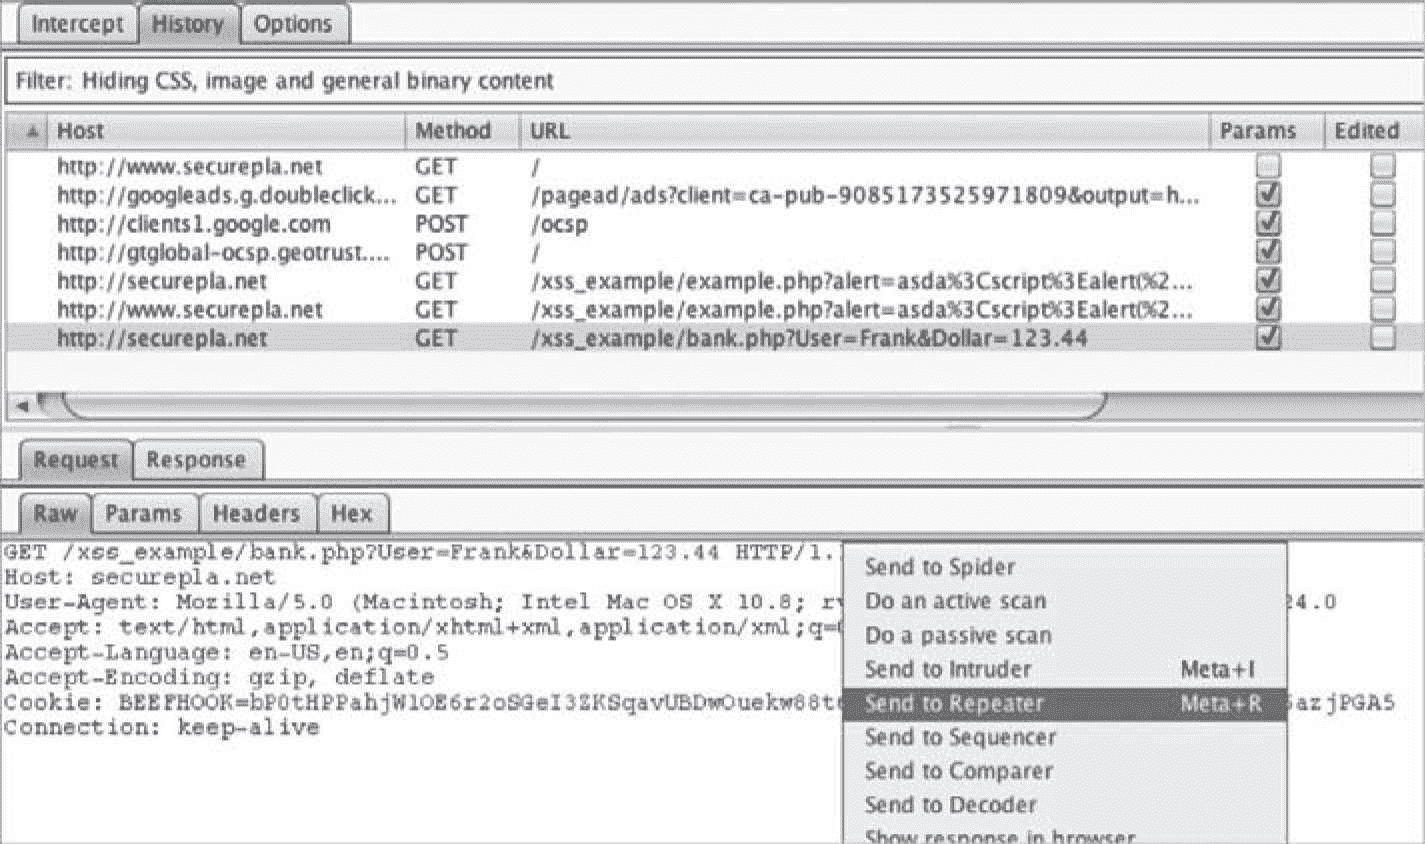 Intercept History Options
Filter: Hiding CSS, image and general binary content
Host Method URL Params Edited
http://www.securepla.net GET /
http://googleads.g.doubleclick... GET /pagead/ads?client=ca-pub-9085173525971809&output=h...
http://clients1.google.com POST /ocsp
http://gtglobal-ocsp.geotrust.... POST /
http://securepla.net GET /xss_example/example.php?alert=asda%3Cscript%3Ealert(%2...
http://www.securepla.net GET /xss_example/example.php?alert=asda%3Cscript%3Ealert(%2...
http://securepla.net GET /xss_example/bank.php?User=Frank&Dollar=123.44
Request Response
Raw Params Headers Hex
GET /xss_example/bank.php?User=Frank&Dollar=123.44 HTTP/1.
Host: securepla.net
User-Agent: Mozilla/5.0 (Macintosh; Intel Mac OS X 10.8; rv 24.0
Accept: text/html,application/xhtml+xml,application/xml;q=
Accept-Language: en-US,en;q=0.5
Accept-Encoding: gzip, deflate
Cookie: BEEFHOOK=bP0tHPPahjW1OE6r2oSGeI3ZKSqavUBDwOuekw88t azjPGA5
Connection: keep-alive
Send to Spider
Do an active scan
Do a passive scan
Send to Intruder Meta+I
Send to Repeater Meta+R
Send to Sequencer
Send to Comparer
Send to Decoder
Show response in browser